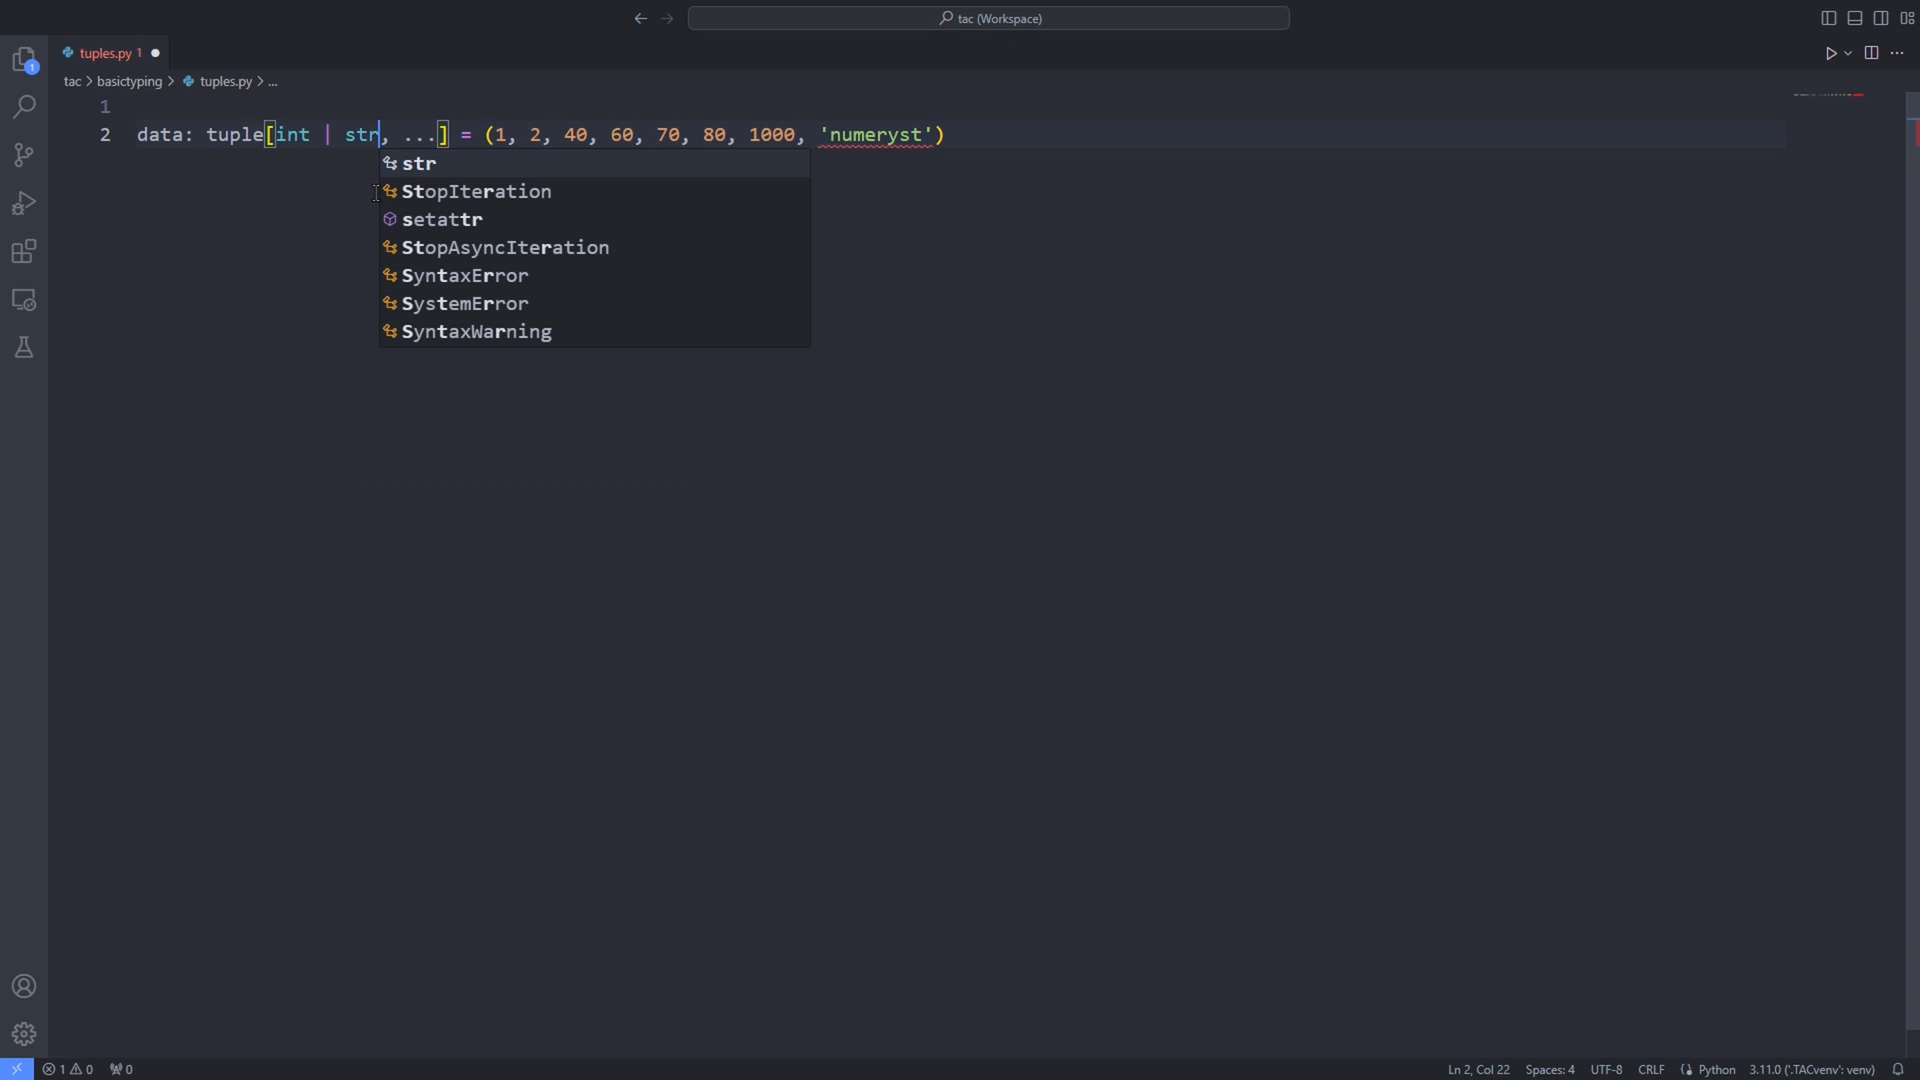 tac (Workspace)
tuples.py 1
tac > basictyping > tuples.py > ...
1
1
2 data: tuple[int | str, ...] = (1, 2, 40, 60, 70, 80, 1000, 'numeryst')
str
StopIteration
setattr
StopAsyncIteration
SyntaxError
SystemError
SyntaxWarning
1 0 0 Ln 2, Col 22 Spaces: 4 UTF-8 CRLF Python 3.11.0 ('.TACvenv': venv)